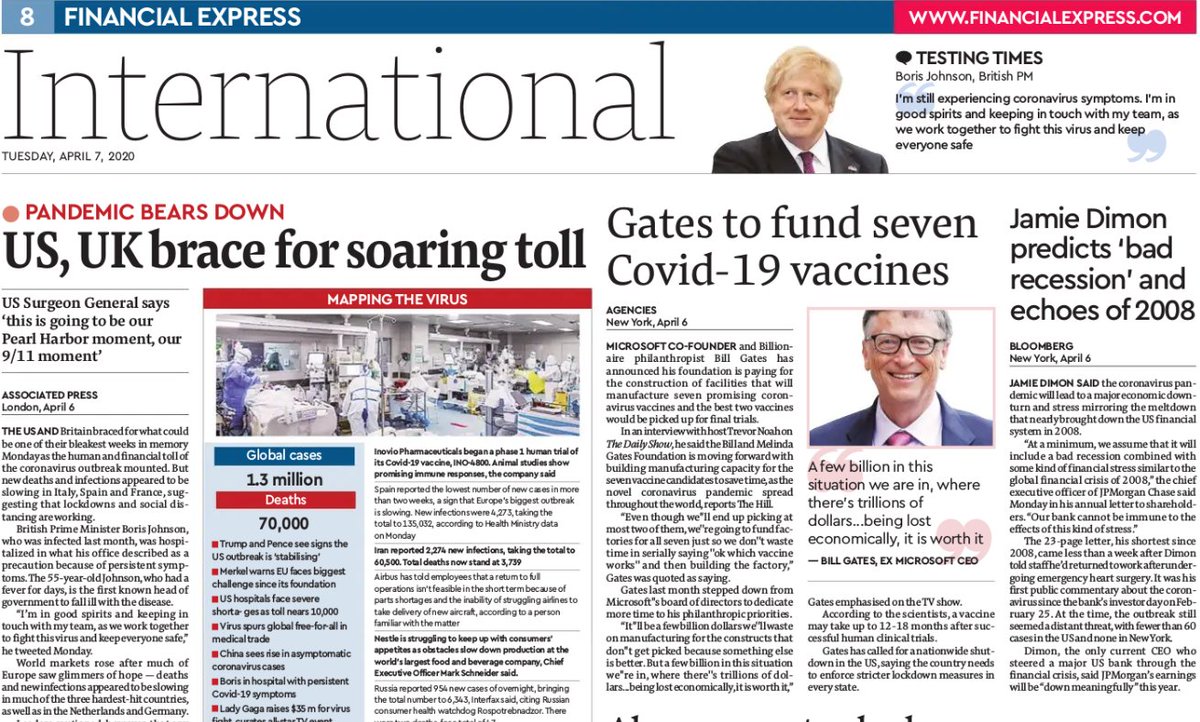 8 FINANCIAL EXPRESS
WWW.FINANCIALEXPRESS.COM
International
TUESDAY, APRIL 7, 2020
TESTING TIMES
Boris Johnson, British PM
I'm still experiencing coronavirus symptoms. I'm in
good spirits and keeping in touch with my team, as
we work together to fight this virus and keep
everyone safe
PANDEMIC BEARS DOWN
US, UK brace for soaring toll
US Surgeon General says
‘this is going to be our
Pearl Harbor moment, our
9/11 moment’
ASSOCIATED PRESS
London, April 6
THE US AND Britain braced for what could
be one of their bleakest weeks in memory
Monday as the human and financial toll of
the coronavirus outbreak mounted. But
new deaths and infections appeared to be
slowing in Italy, Spain and France, sug-
gesting that lockdowns and social dis-
tancing are working.
British Prime Minister Boris Johnson,
who was infected last month, was hos-
pitalized in what his office described as a
precaution because of persistent symp-
toms. The 55-year-old Johnson, who had a
fever for days, is the first known head of
government to fall ill with the disease.
“I'm in good spirits and keeping in
touch with my team, as we work together
to fight this virus and keep everyone safe,”
he tweeted Monday.
World markets rose after much of
Europe saw glimmers of hope — deaths
and new infections appeared to be slowing
in much of the three hardest-hit countries,
as well as in the Netherlands and Germany.
MAPPING THE VIRUS
Global cases
1.3 million
Deaths
70,000
Trump and Pence see signs the
US outbreak is ‘stabilising’
Merkel warns EU faces biggest
challenge since its foundation
US hospitals face severe
shorta- ges as toll nears 10,000
Virus spurs global free-for-all in
medical trade
China sees rise in asymptomatic
coronavirus cases
Boris in hospital with persistent
Covid-19 symptoms
Lady Gaga raises $35 m for virus
fight, curates all-star TV event
Inovio Pharmaceuticals began a phase 1 human trial of
its Covid-19 vaccine, INO-4800. Animal studies show
promising immune responses, the company said
Spain reported the lowest number of new cases in more
than two weeks, a sign that Europe's biggest outbreak
is slowing. New infections were 4,273, taking the
total to 135,032, according to Health Ministry data
on Monday
Iran reported 2,274 new infections, taking the total to
60,500. Total deaths now stand at 3,739
Airbus has told employees that a return to full
operations isn't feasible in the short term because of
parts shortages and the inability of struggling airlines to
take delivery of new aircraft, according to a person
familiar with the matter
Nestle is struggling to keep up with consumers'
appetites as obstacles slow down production at the
world's largest food and beverage company, Chief
Executive Officer Mark Schneider said.
Russia reported 954 new cases of overnight, bringing
the total number to 6,343, Interfax said, citing Russian
consumer health watchdog Rospotrebnadzor. There
Gates to fund seven
Covid-19 vaccines
AGENCIES
New York, April 6
MICROSOFT CO-FOUNDER and Billion-
aire philanthropist Bill Gates has
announced his foundation is paying for
the construction of facilities that will
manufacture seven promising coro-
navirus vaccines and the best two vaccines
would be picked up for final trials.
In an interview with host Trevor Noah on
The Daily Show, he said the Bill and Melinda
Gates Foundation is moving forward with
building manufacturing capacity for the
seven vaccine candidates to save time, as the
novel coronavirus pandemic spread
throughout the world, reports The Hill.
“Even though we"ll end up picking at
most two of them, we're going to fund fac-
tories for all seven just so we don"t waste
time in serially saying "ok which vaccine
works" and then building the factory,”
Gates was quoted as saying.
Gates last month stepped down from
Microsoft"s board of directors to dedicate
more time to his philanthropic priorities.
“It"ll be a few billion dollars we"ll waste
on manufacturing for the constructs that
don"t get picked because something else
is better. But a few billion in this situation
we"re in, where there"s trillions of dol-
lars...being lost economically, it is worth it,”
A few billion in this
situation we are in, where
there's trillions of
dollars...being lost
economically, it is worth it
— BILL GATES, EX MICROSOFT CEO
Gates emphasised on the TV show.
According to the scientists, a vaccine
may take up to 12-18 months after suc-
cessful human clinical trials.
Gates has called for a nationwide shut-
down in the US, saying the country needs
to enforce stricter lockdown measures in
every state.
Jamie Dimon
predicts ‘bad
recession’ and
echoes of 2008
BLOOMBERG
New York, April 6
JAMIE DIMON SAID the coronavirus pan-
demic will lead to a major economic down-
turn and stress mirroring the meltdown
that nearly brought down the US financial
system in 2008.
“At a minimum, we assume that it will
include a bad recession combined with
some kind of financial stress similar to the
global financial crisis of 2008,” the chief
executive officer of JPMorgan Chase said
Monday in his annual letter to sharehold-
ers. “Our bank cannot be immune to the
effects of this kind of stress.”
The 23-page letter, his shortest since
2008, came less than a week after Dimon
told staff he'd returned to work after under-
going emergency heart surgery. It was his
first public commentary about the coro-
navirus since the bank's investor day on Feb-
ruary 25. At the time, the outbreak still
seemed a distant threat, with fewer than 60
cases in the US and none in New York.
Dimon, the only current CEO who
steered a major US bank through the
financial crisis, said JPMorgan's earnings
will be “down meaningfully” this year.